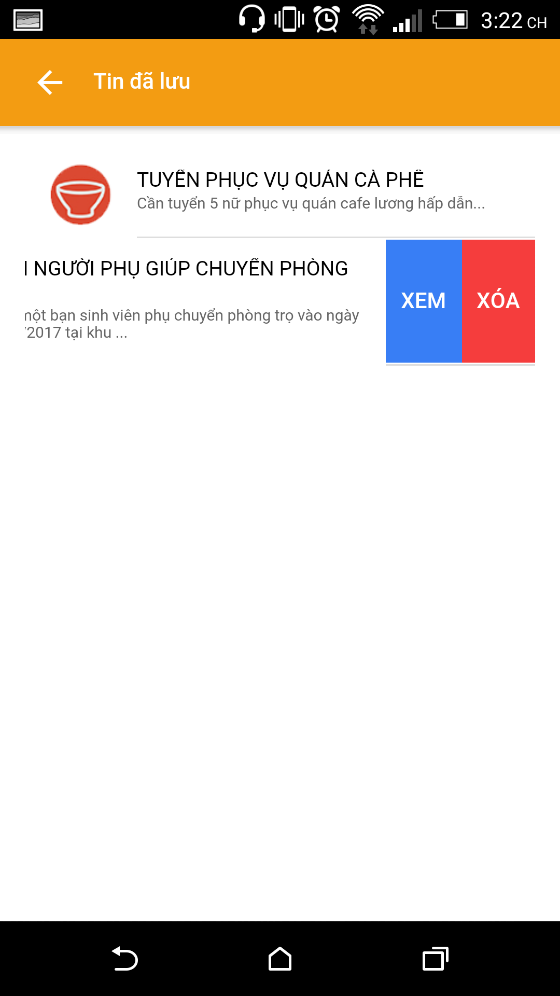 3:22 CH
Tin đã lưu
TUYỂN PHỤC VỤ QUÁN CÀ PHÊ
Cần tuyển 5 nữ phục vụ quán cafe lương hấp dẫn...
NGƯỜI PHỤ GIÚP CHUYỂN PHÒNG
một bạn sinh viên phụ chuyển phòng trọ vào ngày
/2017 tại khu ...
XEM
XÓA